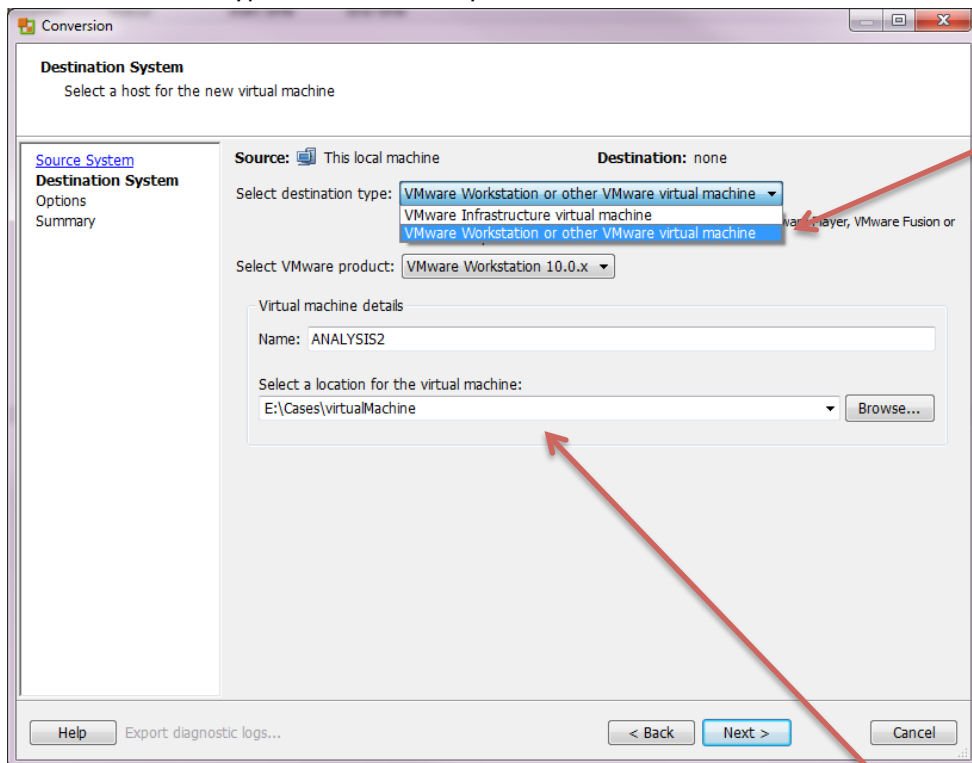 Conversion
Destination System
Select a host for the new virtual machine
Source System
Destination System
Options
Summary
Source: This local machine Destination: none
Select destination type: VMware Workstation or other VMware virtual machine
VMware Infrastructure virtual machine
VMware Workstation or other VMware virtual machine
Player, VMware Fusion or
Select VMware product: VMware Workstation 10.0.x
Virtual machine details
Name: ANALYSIS2
Select a location for the virtual machine:
E:\Cases\virtualMachine Browse...
Help Export diagnostic logs... < Back Next > Cancel